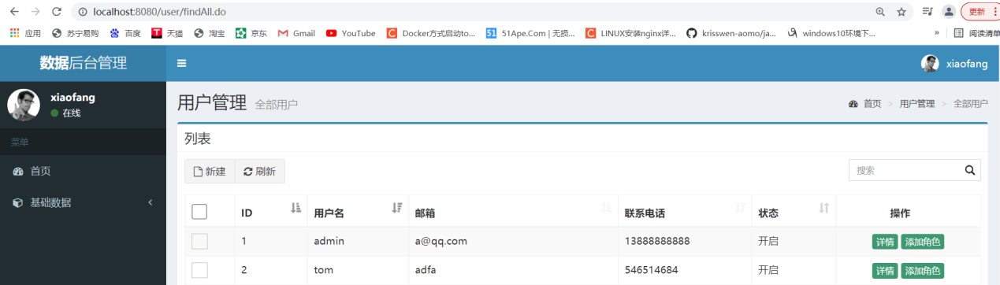 localhost:8080/user/findAll.do 更新
应用 苏宁易购 百度 天猫 淘宝 京东 Gmail YouTube Docker方式启动to... 51Ape.Com | 无损... LINUX安装nginx详... krisswen-aomo/ja... windows10环境下... » 阅读清单
数据后台管理 xiaofang
xiaofang
在线
用户管理 全部用户 首页 > 用户管理 > 全部用户
菜单
列表
首页
新建 刷新 搜索
基础数据
ID 用户名 邮箱 联系电话 状态 操作
1 admin a@qq.com 13888888888 开启 详情 添加角色
2 tom adfa 546514684 开启 详情 添加角色